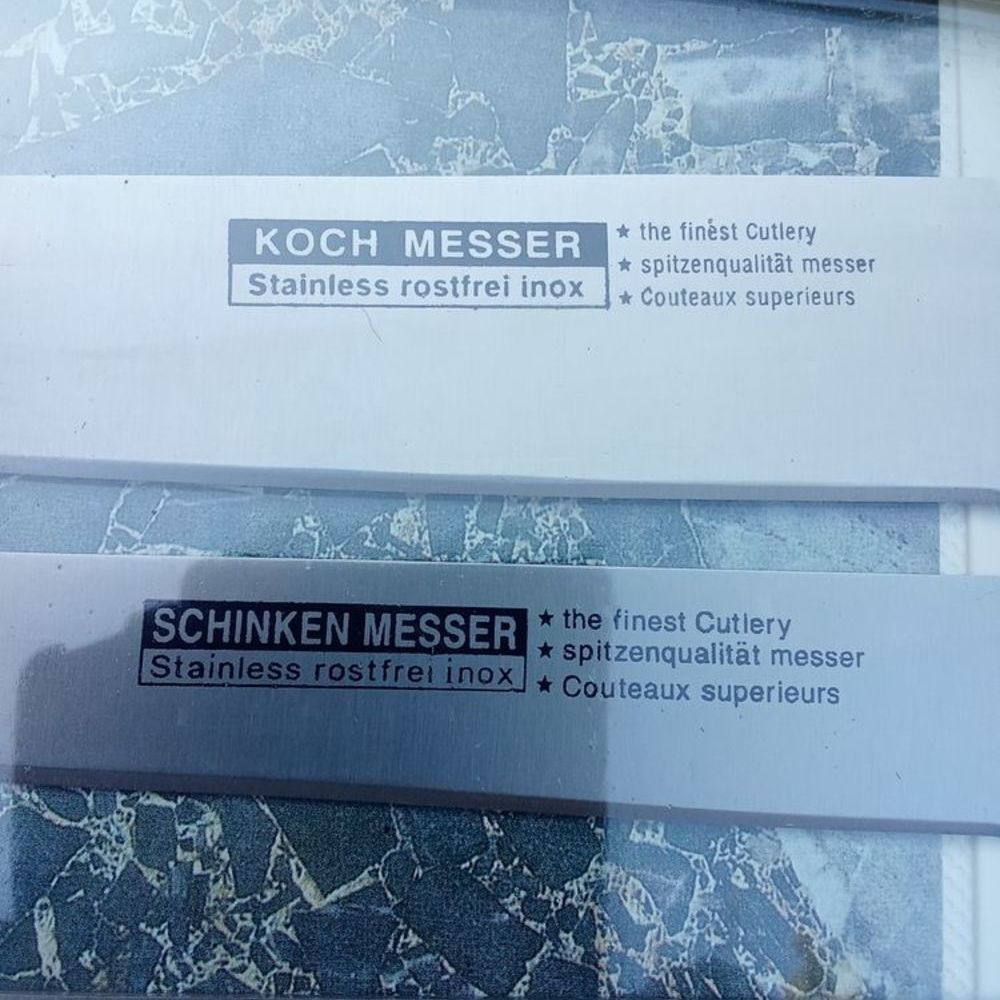 KOCH MESSER
Stainless rostfrei inox
★ the finest Cutlery
★ spitzenqualität messer
★ Couteaux superieurs
SCHINKEN MESSER
Stainless rostfrei inox
★ the finest Cutlery
★ spitzenqualität messer
★ Couteaux superieurs